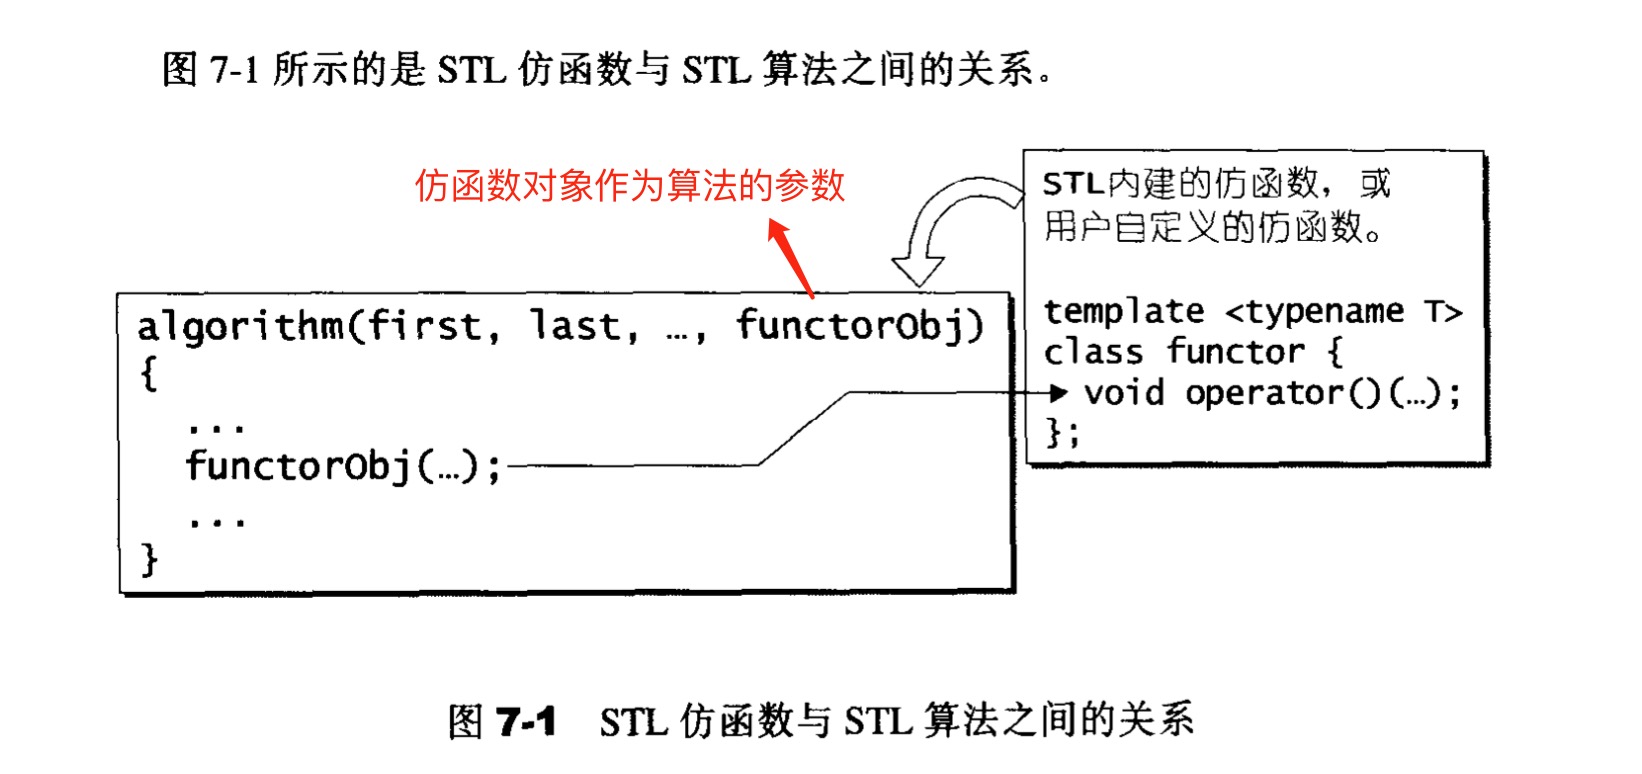 图 7-1 所示的是 STL 仿函数与 STL 算法之间的关系。
仿函数对象作为算法的参数
STL内建的仿函数，或
用户自定义的仿函数。
template <typename T>
class functor {
void operator()(…);
};
algorithm(first, last, …, functorObj)
{
...
functorObj(…);
...
}
图 7-1 STL 仿函数与 STL 算法之间的关系